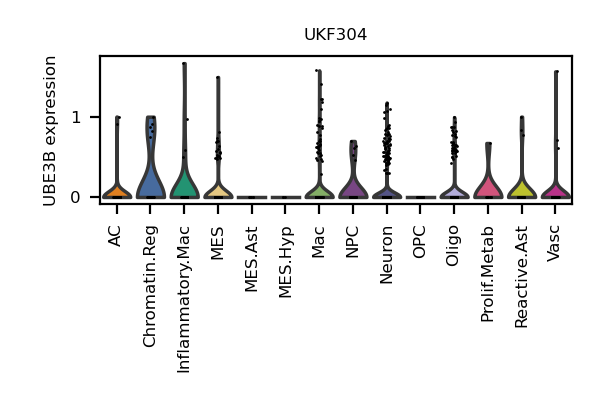 UKF304
UBE3B expression
1
0
AC
Chromatin.Reg
Inflammatory.Mac
MES
MES.Ast
MES.Hyp
Mac
NPC
Neuron
OPC
Oligo
Prolif.Metab
Reactive.Ast
Vasc